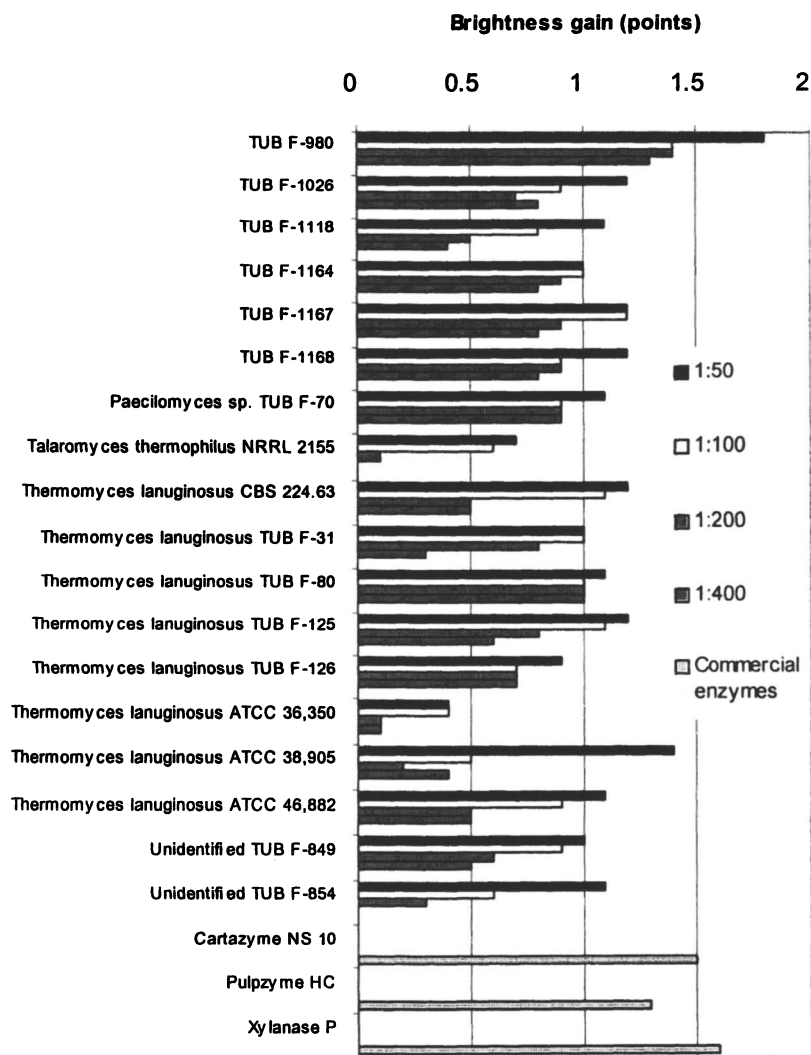 Brightness gain (points)
0 0.5 1 1.5 2
TUB F-980
TUB F-1026
TUB F-1118
TUB F-1164
TUB F-1167
TUB F-1168
Paecilomyces sp. TUB F-70
Talaromyces thermophilus NRRL 2155
Thermomyces lanuginosus CBS 224.63
Thermomyces lanuginosus TUB F-31
Thermomyces lanuginosus TUB F-80
Thermomyces lanuginosus TUB F-125
Thermomyces lanuginosus TUB F-126
Thermomyces lanuginosus ATCC 36,350
Thermomyces lanuginosus ATCC 38,905
Thermomyces lanuginosus ATCC 46,882
Unidentified TUB F-849
Unidentified TUB F-854
Cartazyme NS 10
Pulpzyme HC
Xylanase P
1:50
1:100
1:200
1:400
Commercial
enzymes